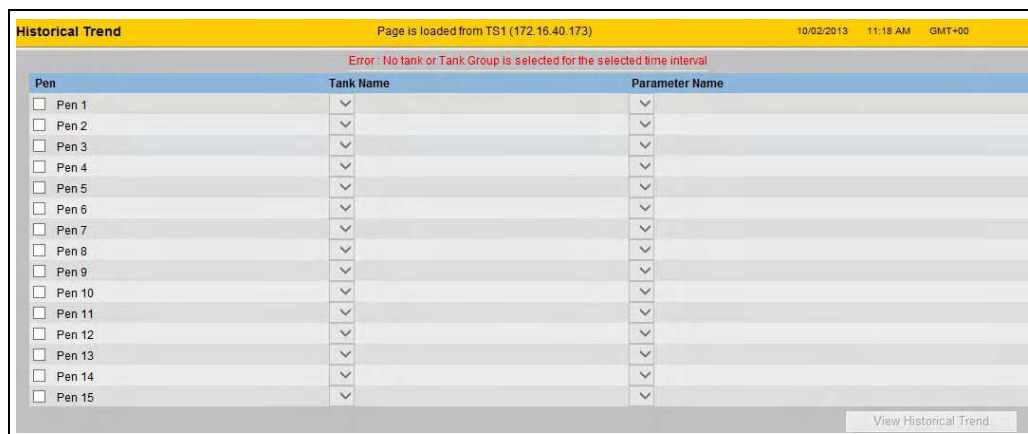 Historical Trend Page is loaded from TS1 (172.16.40.173) 10/02/2013 11:18 AM GMT+00
Error : No tank or Tank Group is selected for the selected time interval
Pen Tank Name Parameter Name
Pen 1
Pen 2
Pen 3
Pen 4
Pen 5
Pen 6
Pen 7
Pen 8
Pen 9
Pen 10
Pen 11
Pen 12
Pen 13
Pen 14
Pen 15
View Historical Trend